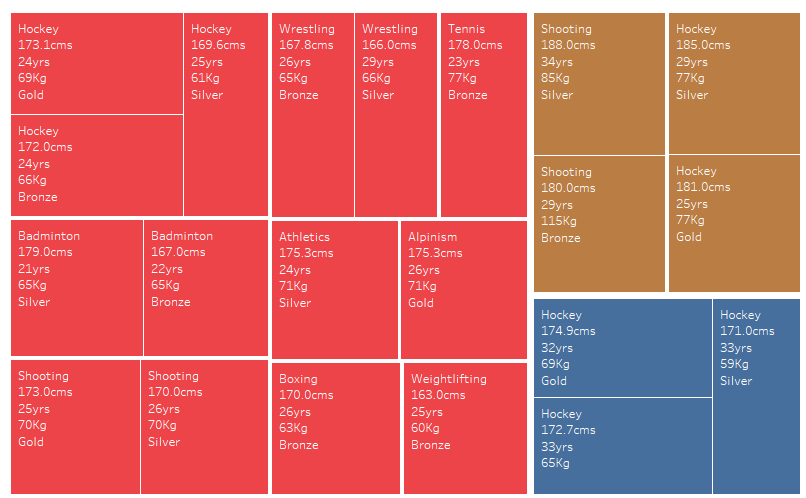 Hockey
173.1cms
24yrs
69Kg
Gold
Hockey
172.0cms
24yrs
66Kg
Bronze
Hockey
169.6cms
25yrs
61Kg
Silver
Wrestling
167.8cms
26yrs
65Kg
Bronze
Wrestling
166.0cms
29yrs
66Kg
Silver
Tennis
178.0cms
23yrs
77Kg
Bronze
Badminton
179.0cms
21yrs
65Kg
Silver
Badminton
167.0cms
22yrs
65Kg
Bronze
Athletics
175.3cms
24yrs
71Kg
Silver
Alpinism
175.3cms
26yrs
71Kg
Gold
Shooting
173.0cms
25yrs
70Kg
Gold
Shooting
170.0cms
26yrs
70Kg
Silver
Boxing
170.0cms
26yrs
63Kg
Bronze
Weightlifting
163.0cms
25yrs
60Kg
Bronze
Shooting
188.0cms
34yrs
85Kg
Silver
Hockey
185.0cms
29yrs
77Kg
Silver
Shooting
180.0cms
29yrs
115Kg
Bronze
Hockey
181.0cms
25yrs
77Kg
Gold
Hockey
174.9cms
32yrs
69Kg
Gold
Hockey
172.7cms
33yrs
65Kg
Hockey
171.0cms
33yrs
59Kg
Silver